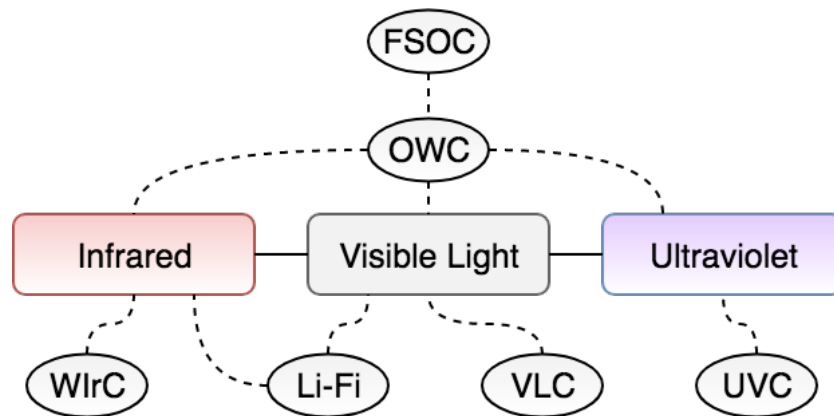 FSOC
OWC
Infrared
Visible Light
Ultraviolet
WIrC
Li-Fi
VLC
UVC